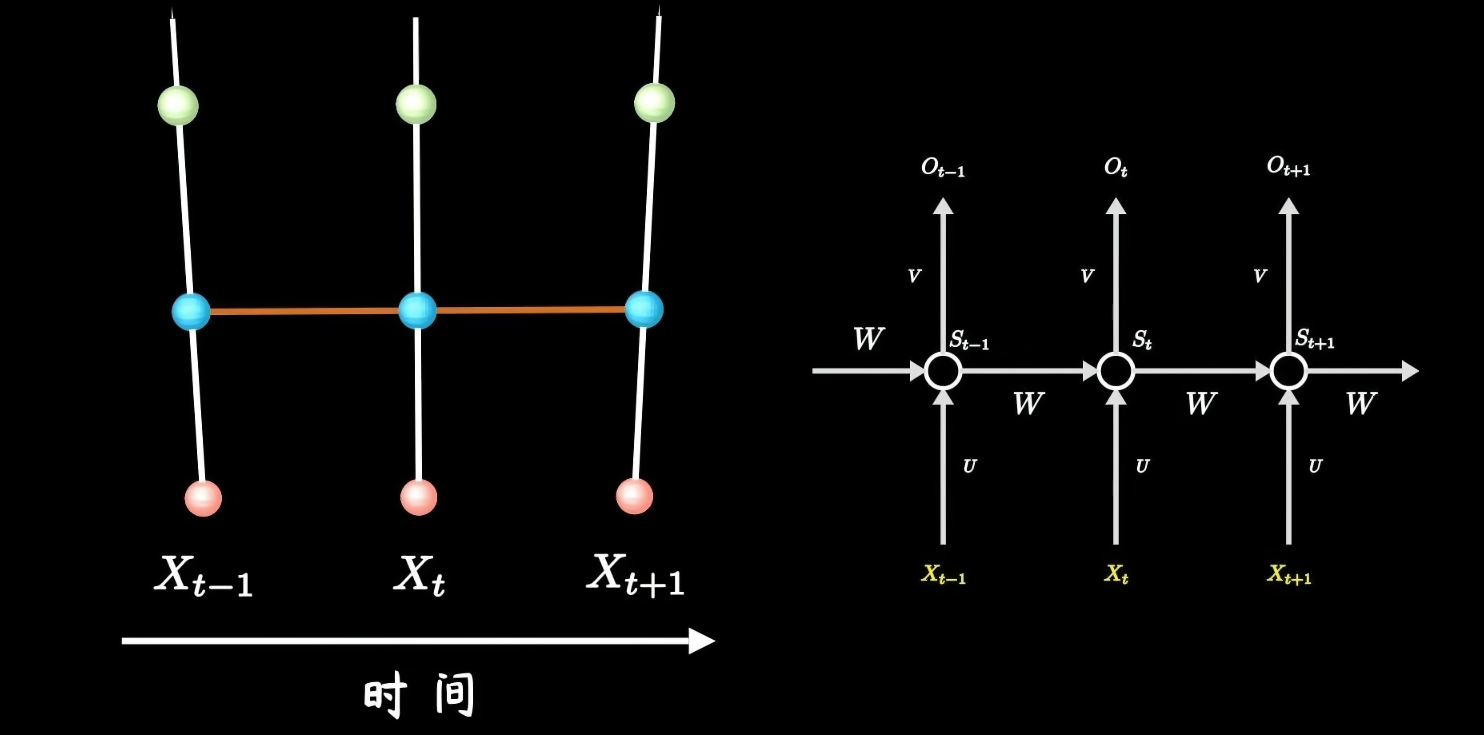 X_{t-1} X_t X_{t+1}
时间
O_{t-1} O_t O_{t+1}
V V V
W S_{t-1} S_t S_{t+1}
W W W
U U U
X_{t-1} X_t X_{t+1}